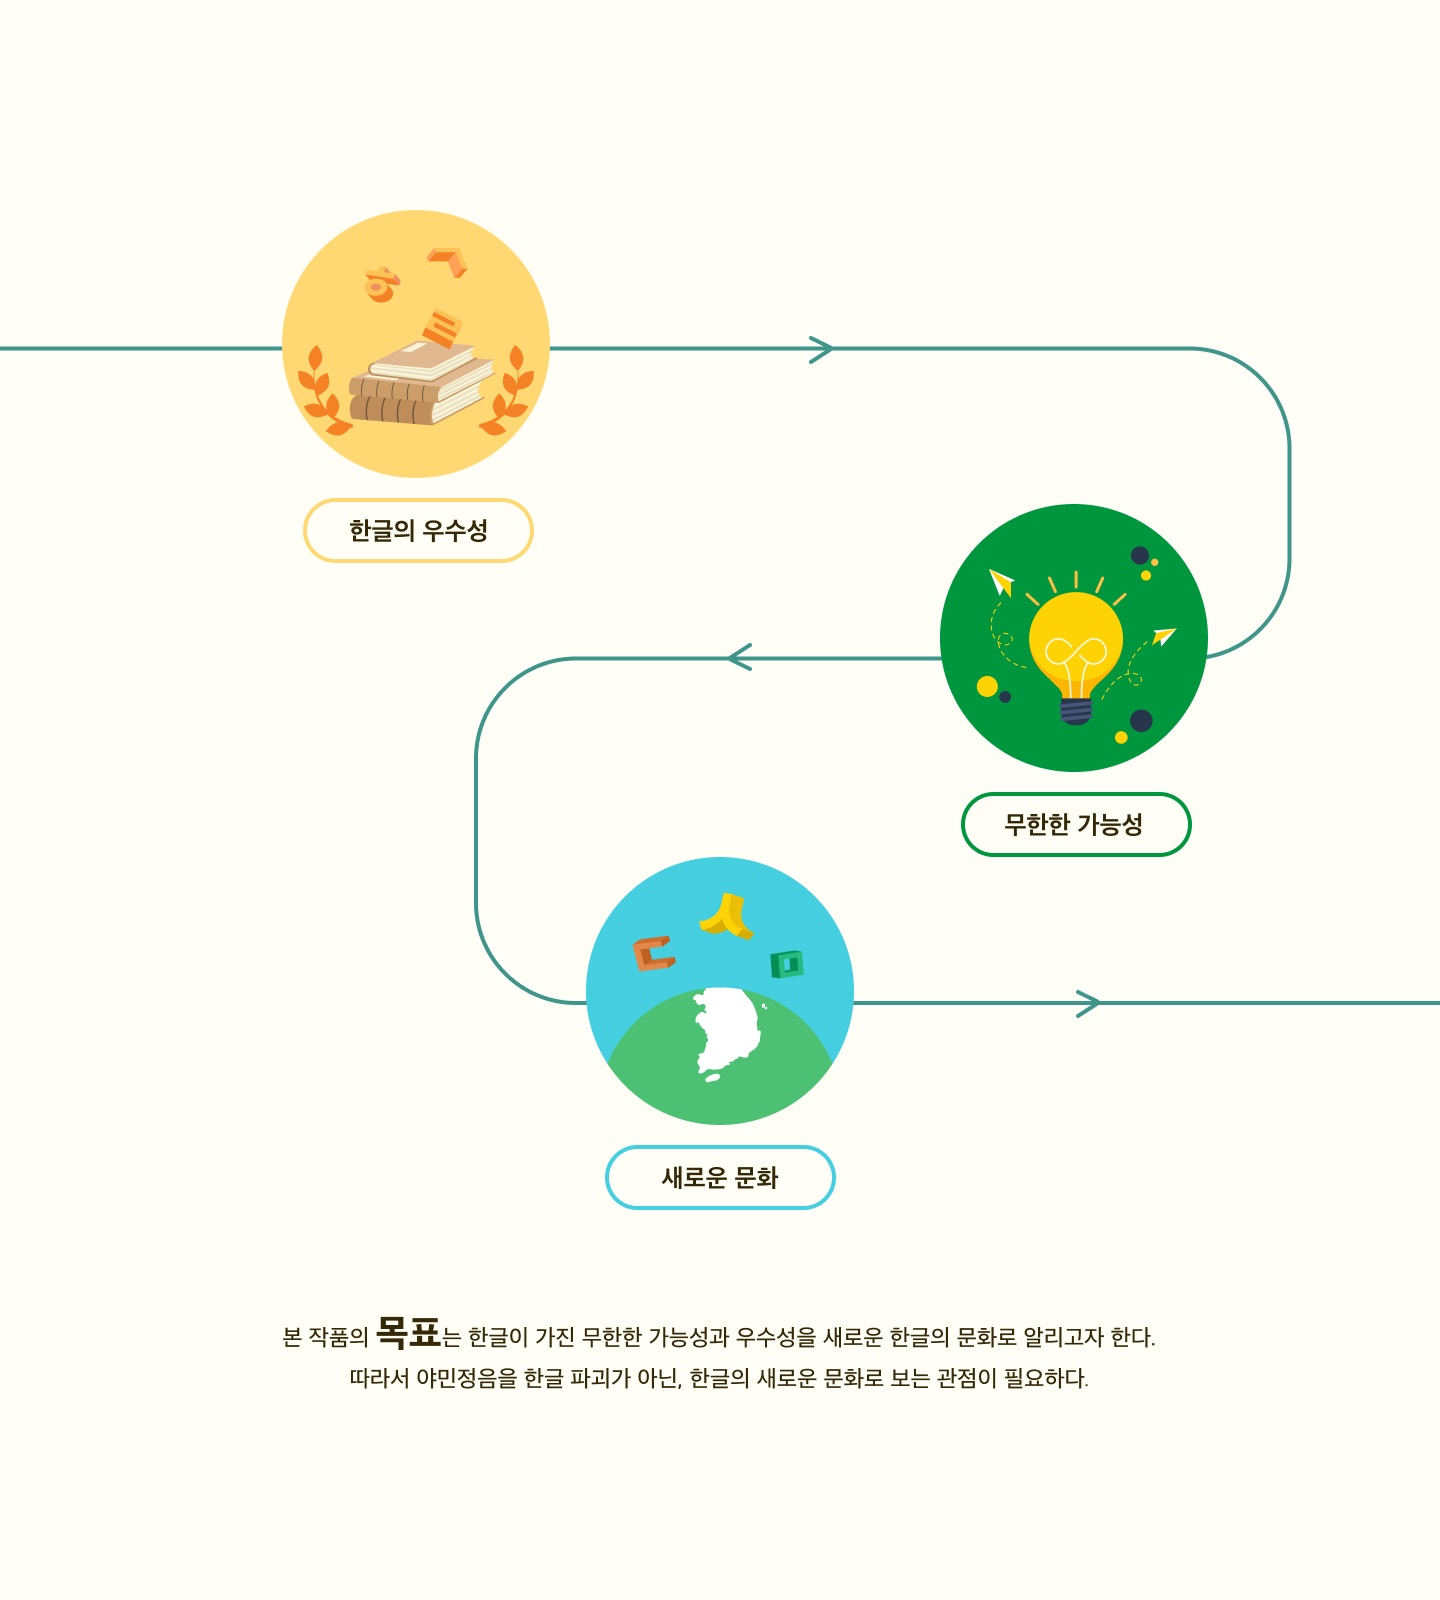 한글의 우수성
무한한 가능성
새로운 문화
본 작품의 목표는 한글이 가진 무한한 가능성과 우수성을 새로운 한글의 문화로 알리고자 한다.
따라서 야민정음을 한글 파괴가 아닌, 한글의 새로운 문화로 보는 관점이 필요하다.